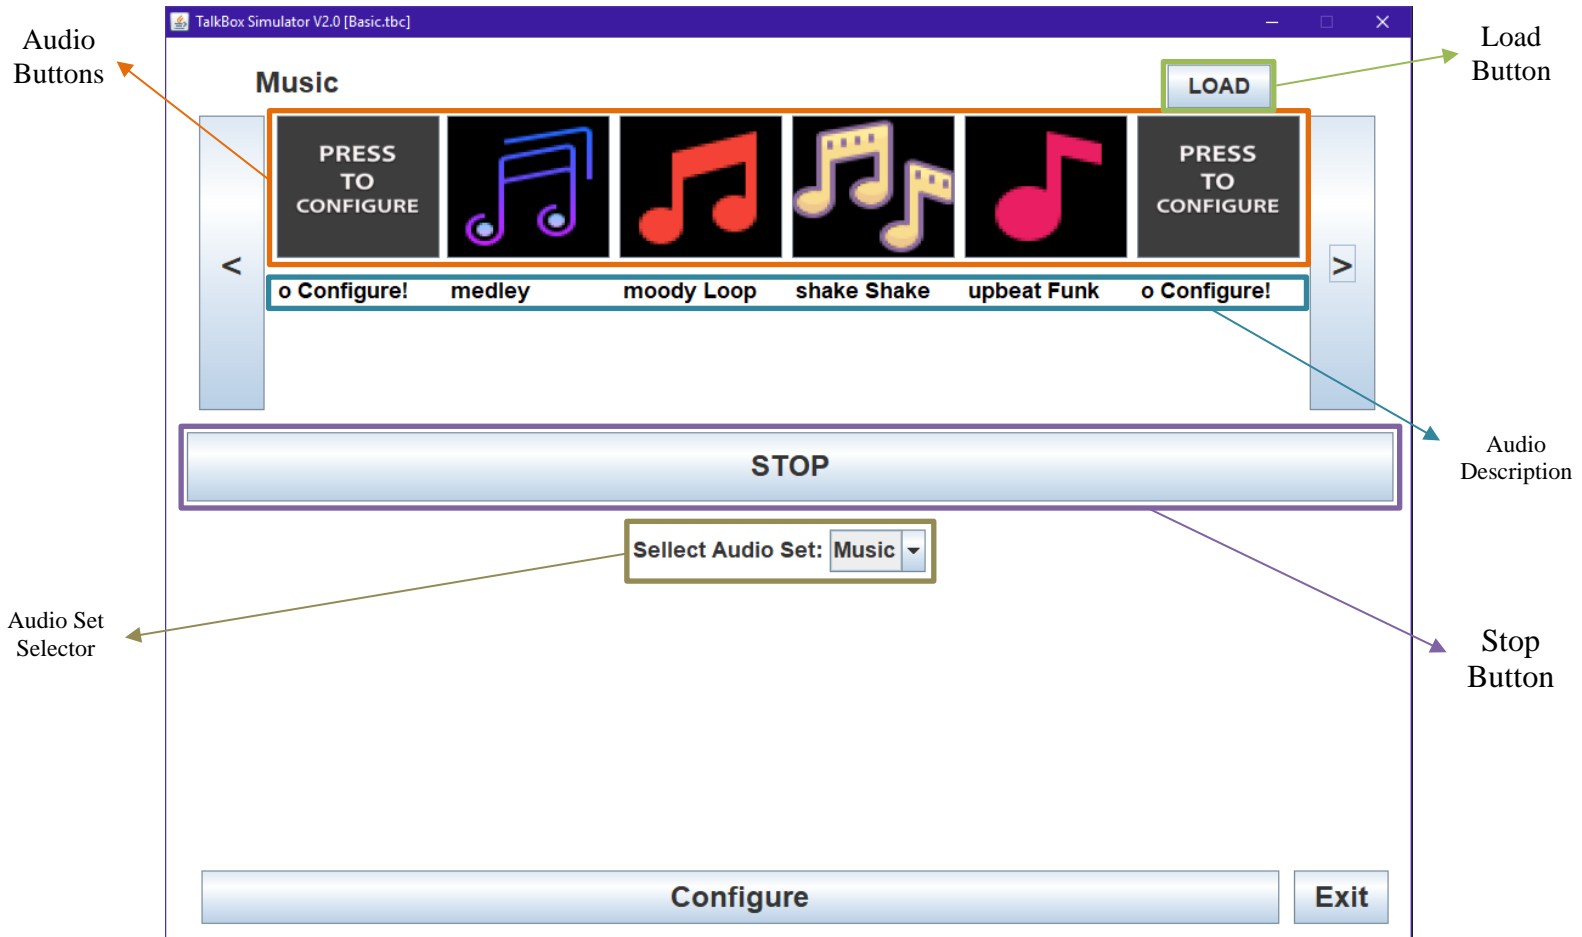 TalkBox Simulator V2.0 [Basic.tbc]
Audio
Buttons
Load
Button
Music
LOAD
PRESS
TO
CONFIGURE
PRESS
TO
CONFIGURE
<
>
o Configure!
medley
moody Loop
shake Shake
upbeat Funk
o Configure!
Audio
Description
STOP
Sellect Audio Set: Music
Audio Set
Selector
Stop
Button
Configure
Exit